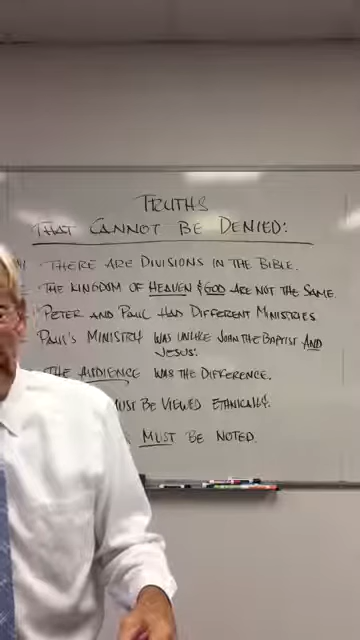 TRUTHS
THAT CANNOT BE DENIED:
THERE ARE DIVISIONS IN THE BIBLE.
THE KINGDOM OF HEAVEN & GOD ARE NOT THE SAME.
PETER AND PAUL HAD DIFFERENT MINISTRIES
PAUL'S MINISTRY WAS UNLIKE JOHN THE BAPTIST AND
JESUS:
THE AUDIENCE WAS THE DIFFERENCE.
MUST BE VIEWED ETHNICALLY.
MUST BE NOTED.